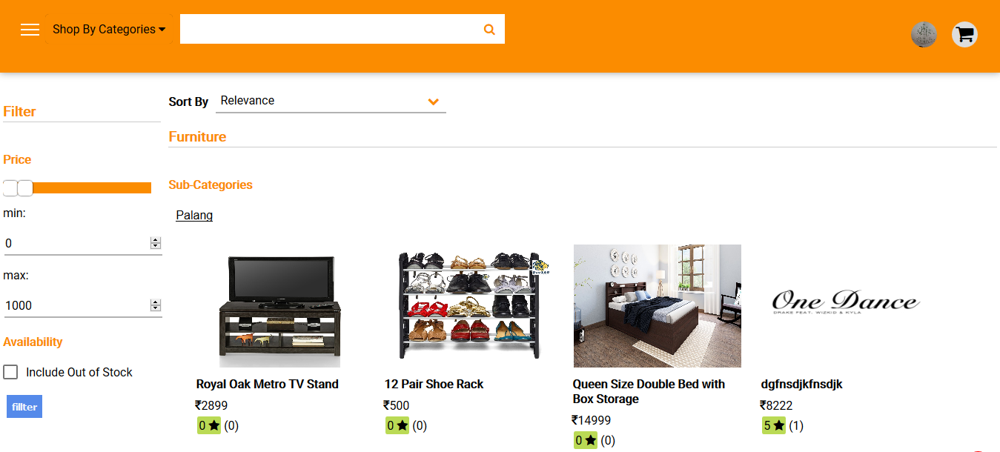 Shop By Categories
Filter
Price
min:
0
max:
1000
Availability
Include Out of Stock
fillter
Sort By Relevance
Furniture
Sub-Categories
Palang
One Dance
DRAKE FEAT. WIZKID & KYLA
Royal Oak Metro TV Stand
₹2899
0 ★ (0)
12 Pair Shoe Rack
₹500
0 ★ (0)
Queen Size Double Bed with
Box Storage
₹14999
0 ★ (0)
dgfnsdjkfnsdjk
₹8222
5 ★ (1)